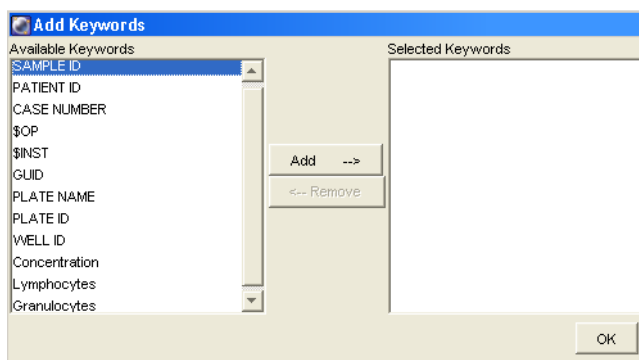 Add Keywords
Available Keywords
Selected Keywords
SAMPLE ID
PATIENT ID
CASE NUMBER
$OP
$INST
GUID
PLATE NAME
PLATE ID
WELL ID
Concentration
Lymphocytes
Granulocytes
Add -->
<-- Remove
OK